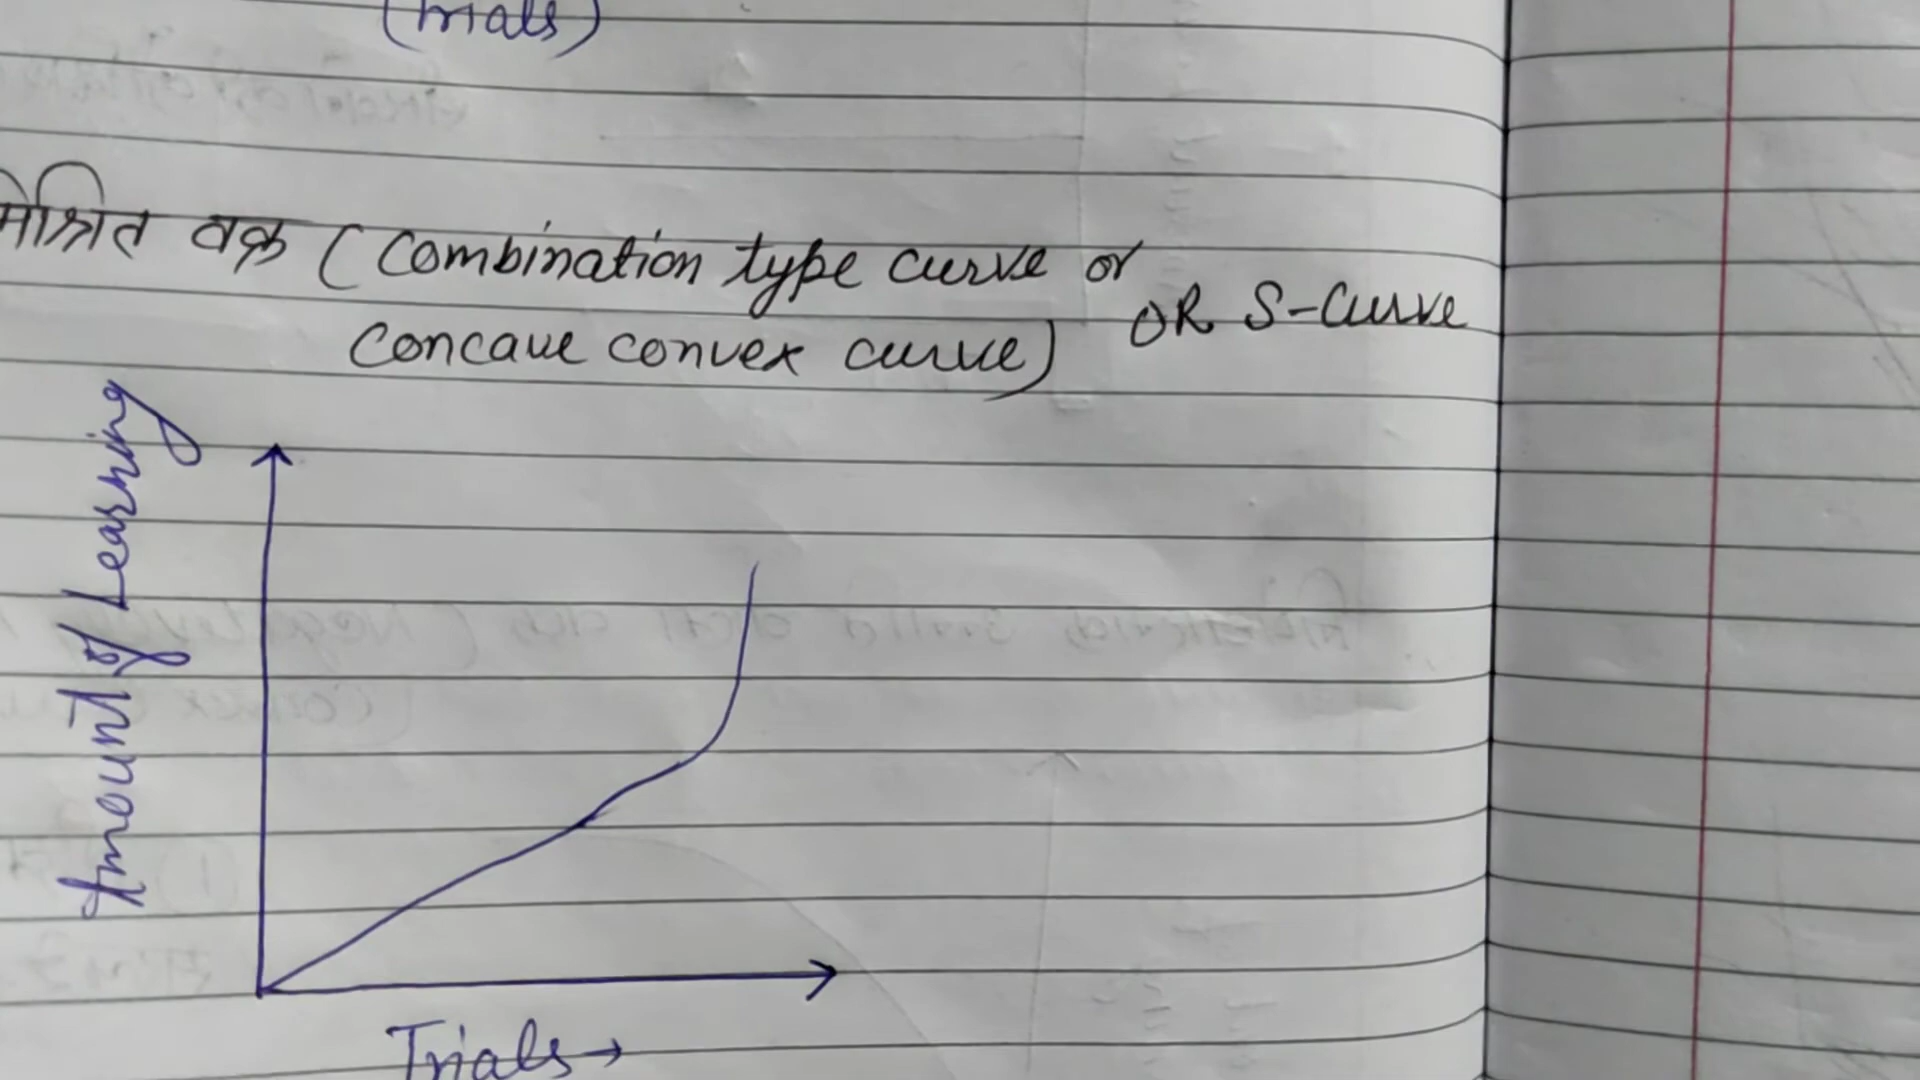 (Trials)
मिश्रित वक्र (Combination type curve or
Concave convex curve) OR S-Curve
Amount of Learning
Trials →